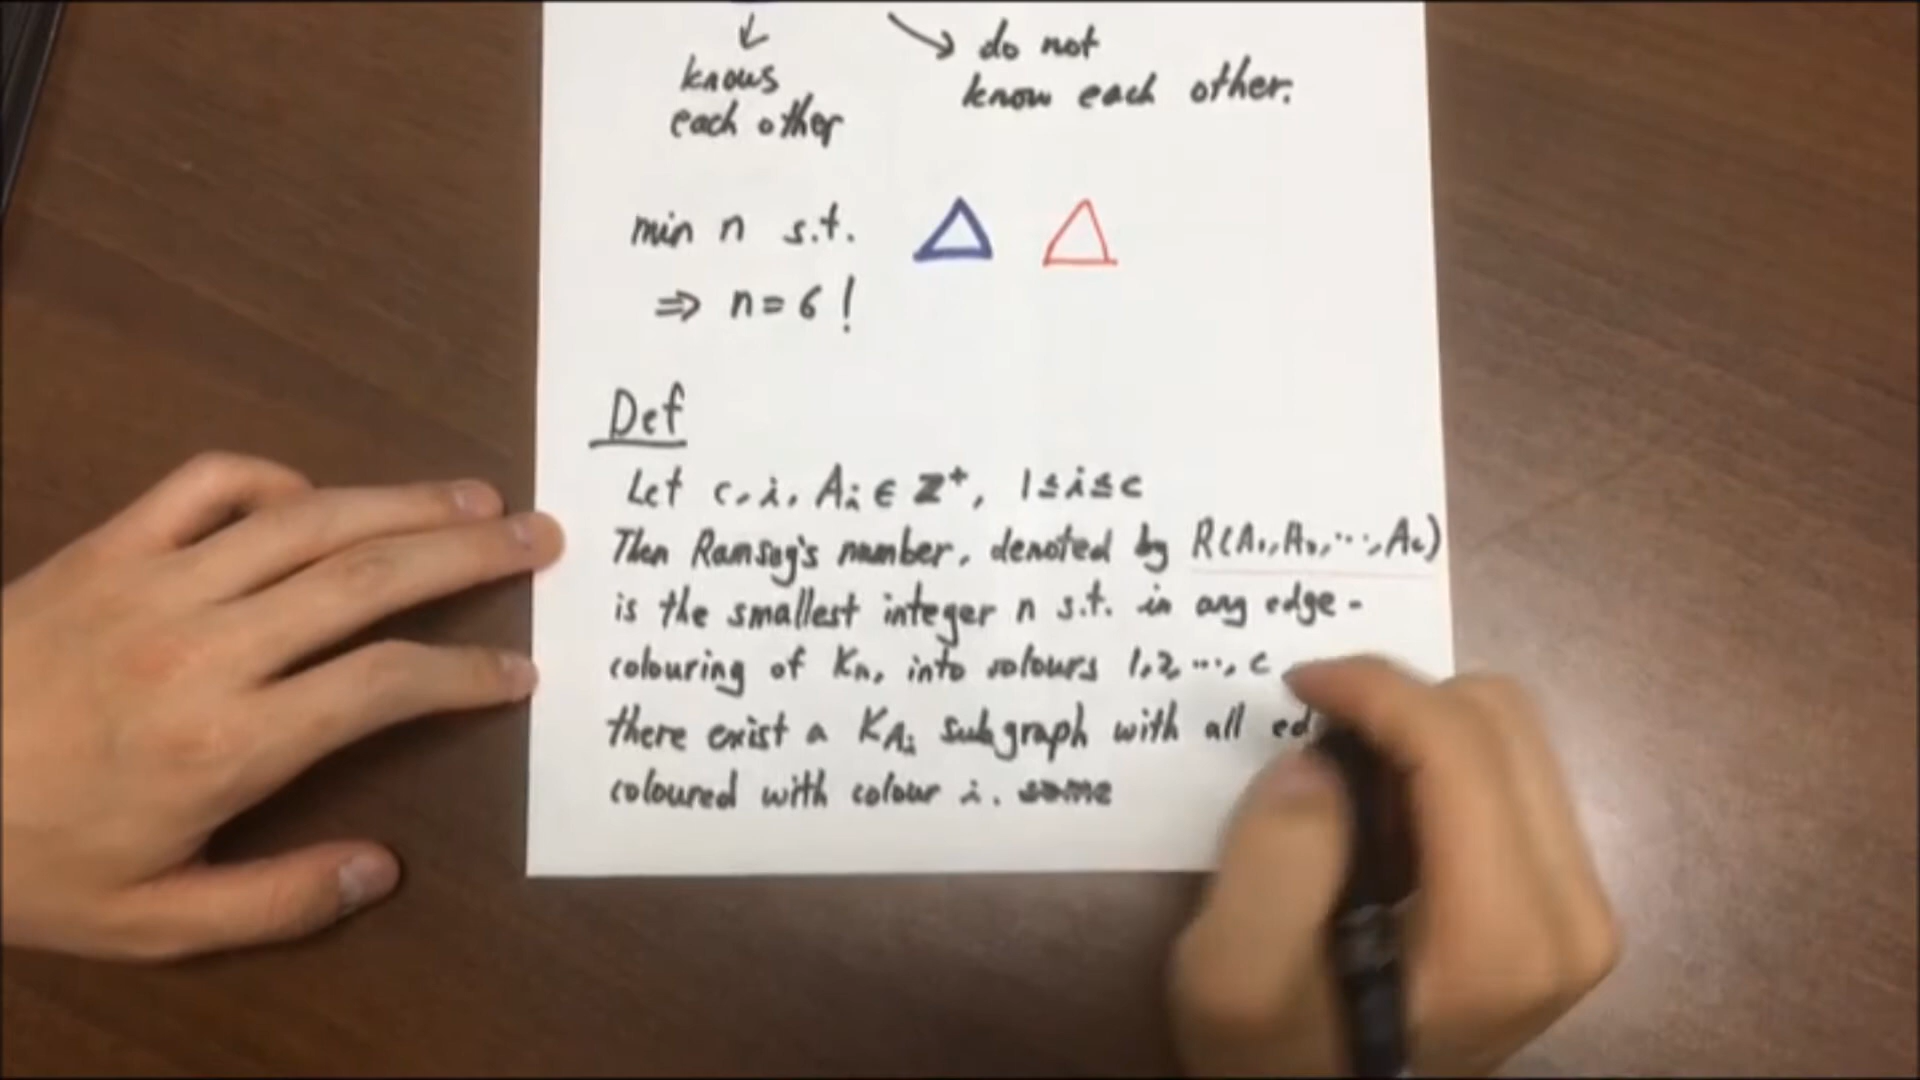 knows
each other
do not
know each other.
min n s.t.
⇒ n=6!
Def
Let c, i, Aᵢ ∈ ℤ⁺, 1≤i≤c
Then Ramsey's number, denoted by R(A₁,A₂,⋯,A꜀)
is the smallest integer n s.t. in any edge-
colouring of Kₙ, into colours 1,2,⋯,c
there exist a K_Aᵢ subgraph with all ed
coloured with colour i. some